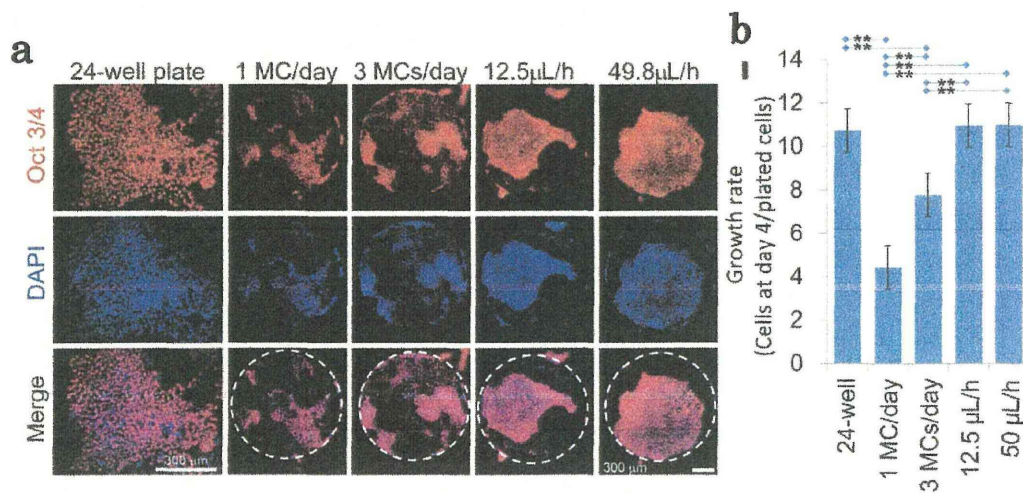 a
24-well plate 1 MC/day 3 MCs/day 12.5µL/h 49.8µL/h
Oct 3/4
DAPI
Merge
300 µm
300 µm
b
**
**
**
**
**
**
**
Growth rate
(Cells at day 4/plated cells)
14
12
10
8
6
4
2
0
24-well
1 MC/day
3 MCs/day
12.5 µL/h
50 µL/h